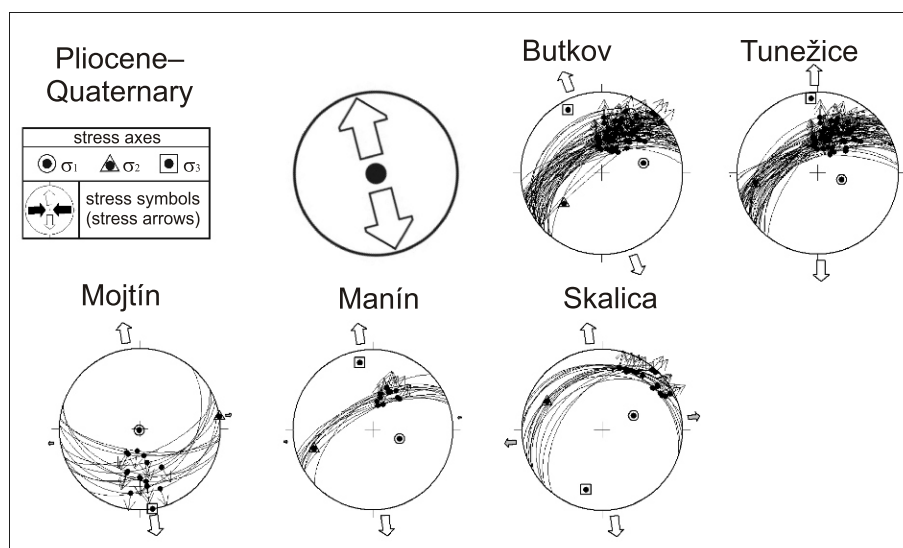 Pliocene–
Quaternary
stress axes
σ1 σ2 σ3
stress symbols
(stress arrows)
Butkov
Tunežice
Mojtín
Manín
Skalica